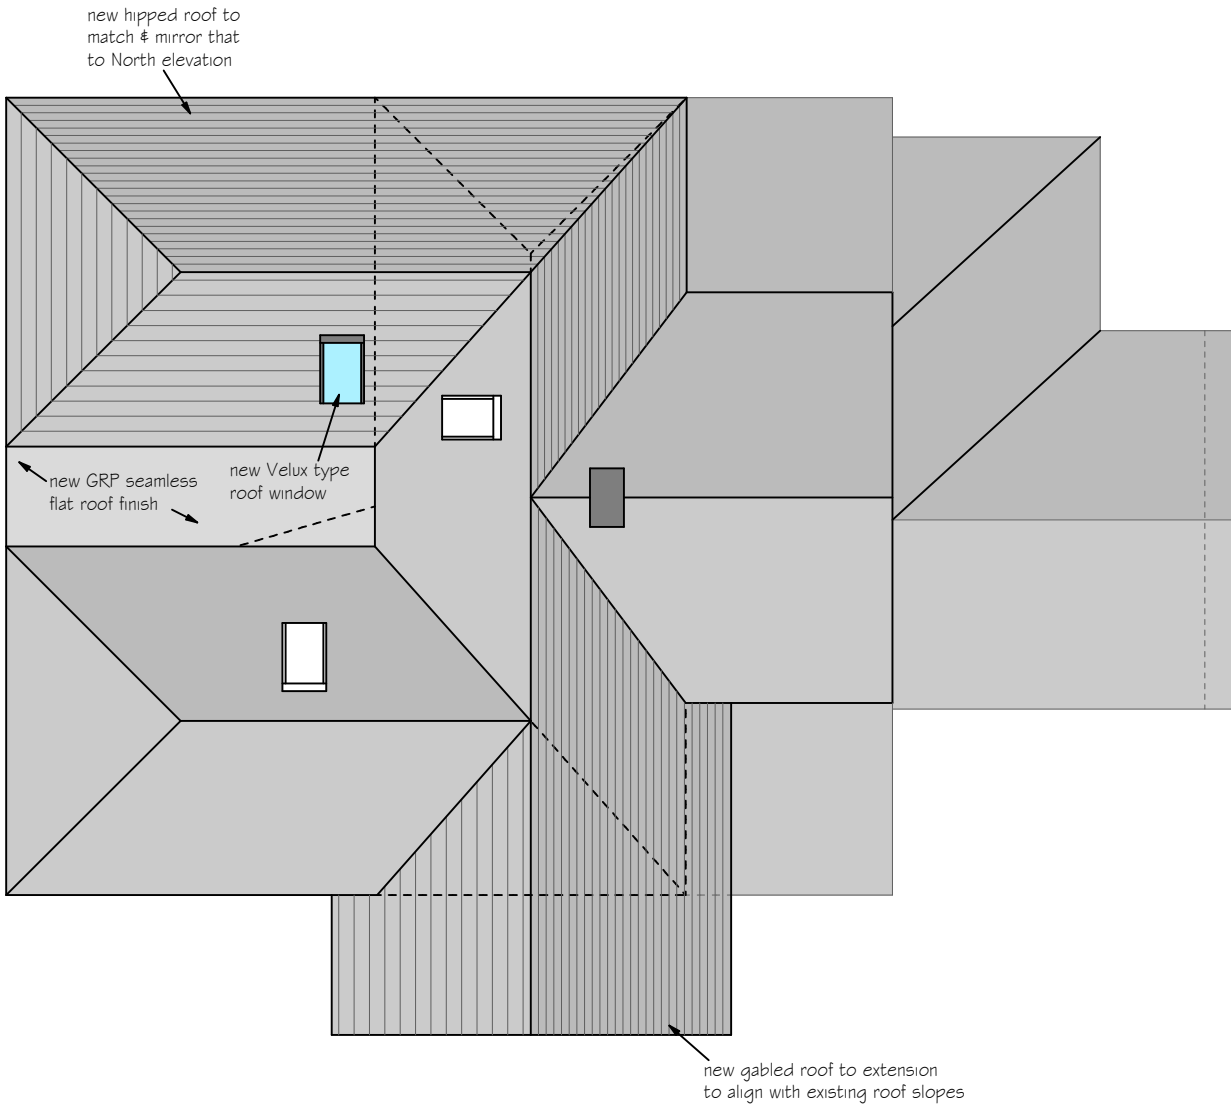 new hipped roof to
match & mirror that
to North elevation
new GRP seamless
flat roof finish
new Velux type
roof window
new gabled roof to extension
to align with existing roof slopes